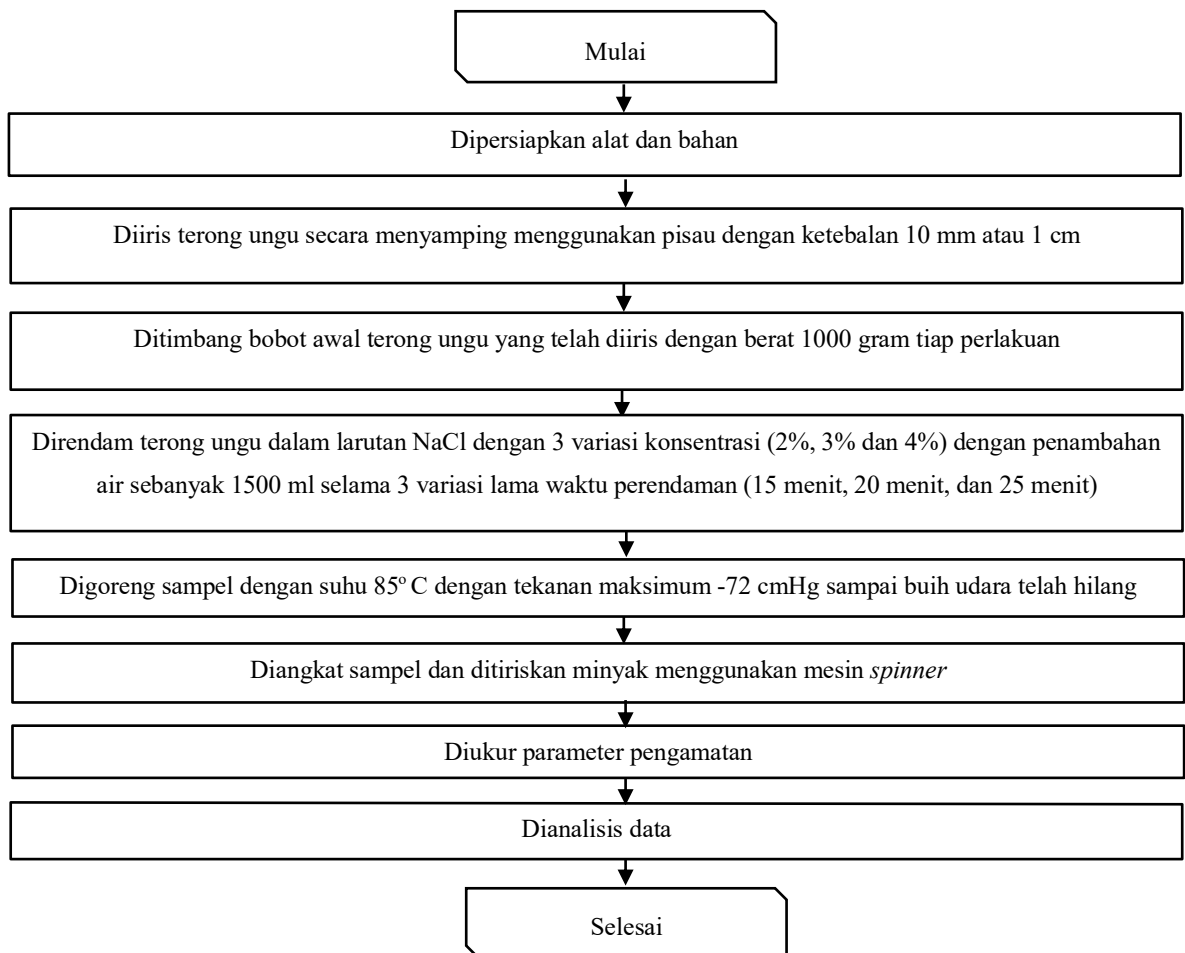 Mulai
Dipersiapkan alat dan bahan
Diiris terong ungu secara menyamping menggunakan pisau dengan ketebalan 10 mm atau 1 cm
Ditimbang bobot awal terong ungu yang telah diiris dengan berat 1000 gram tiap perlakuan
Direndam terong ungu dalam larutan NaCl dengan 3 variasi konsentrasi (2%, 3% dan 4%) dengan penambahan
air sebanyak 1500 ml selama 3 variasi lama waktu perendaman (15 menit, 20 menit, dan 25 menit)
Digoreng sampel dengan suhu 85º C dengan tekanan maksimum -72 cmHg sampai buih udara telah hilang
Diangkat sampel dan ditiriskan minyak menggunakan mesin spinner
Diukur parameter pengamatan
Dianalisis data
Selesai